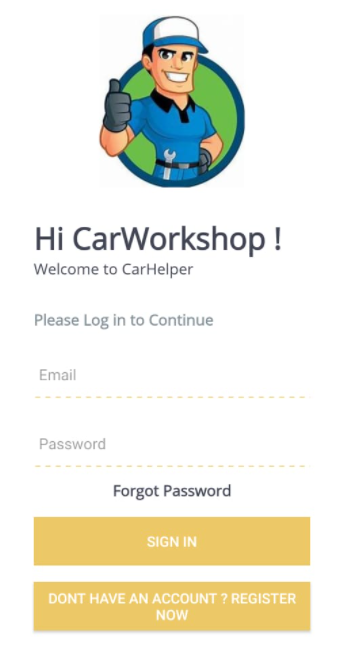 Hi CarWorkshop !
Welcome to CarHelper
Please Log in to Continue
Email
Password
Forgot Password
SIGN IN
DONT HAVE AN ACCOUNT ? REGISTER
NOW